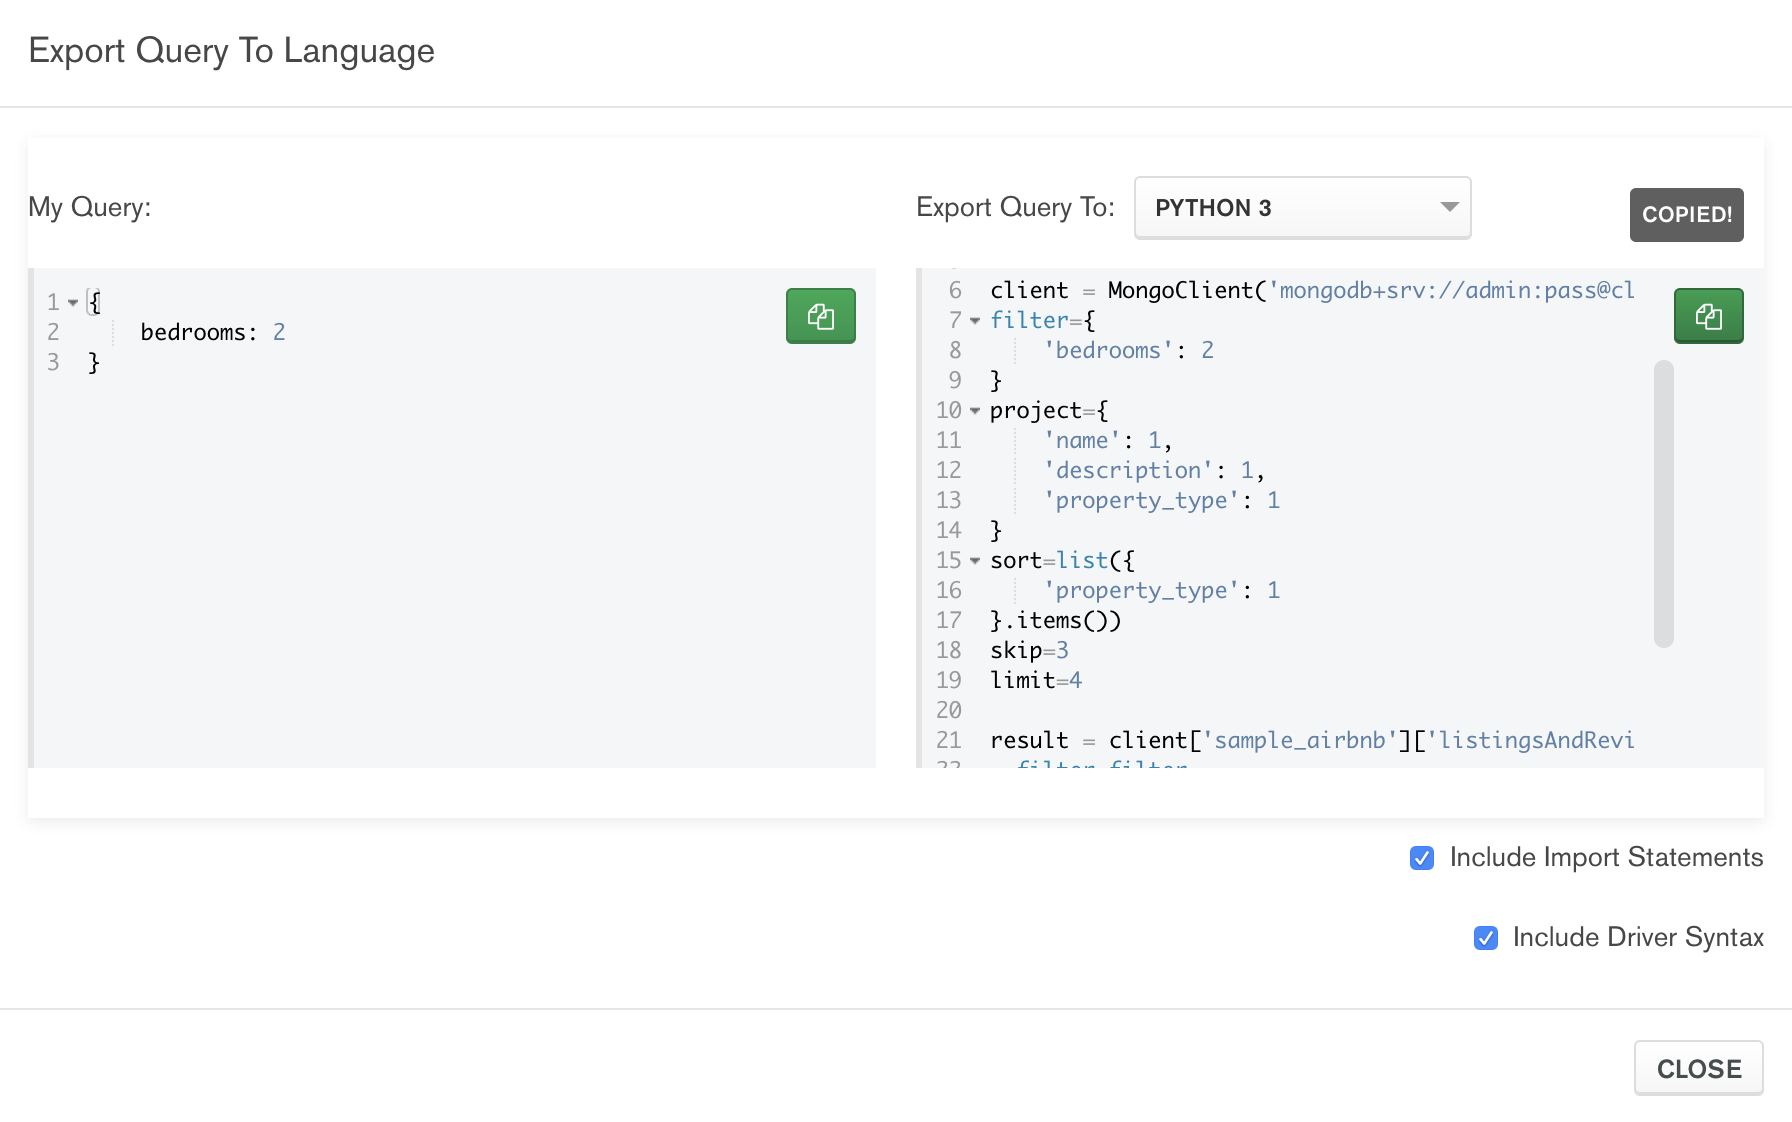 Export Query To Language
My Query:
1 {
2 bedrooms: 2
3 }
Export Query To: PYTHON 3
COPIED!
6 client = MongoClient('mongodb+srv://admin:pass@cl
7 filter={
8 'bedrooms': 2
9 }
10 project={
11 'name': 1,
12 'description': 1,
13 'property_type': 1
14 }
15 sort=list({
16 'property_type': 1
17 }.items())
18 skip=3
19 limit=4
20
21 result = client['sample_airbnb']['listingsAndRevi
Include Import Statements
Include Driver Syntax
CLOSE